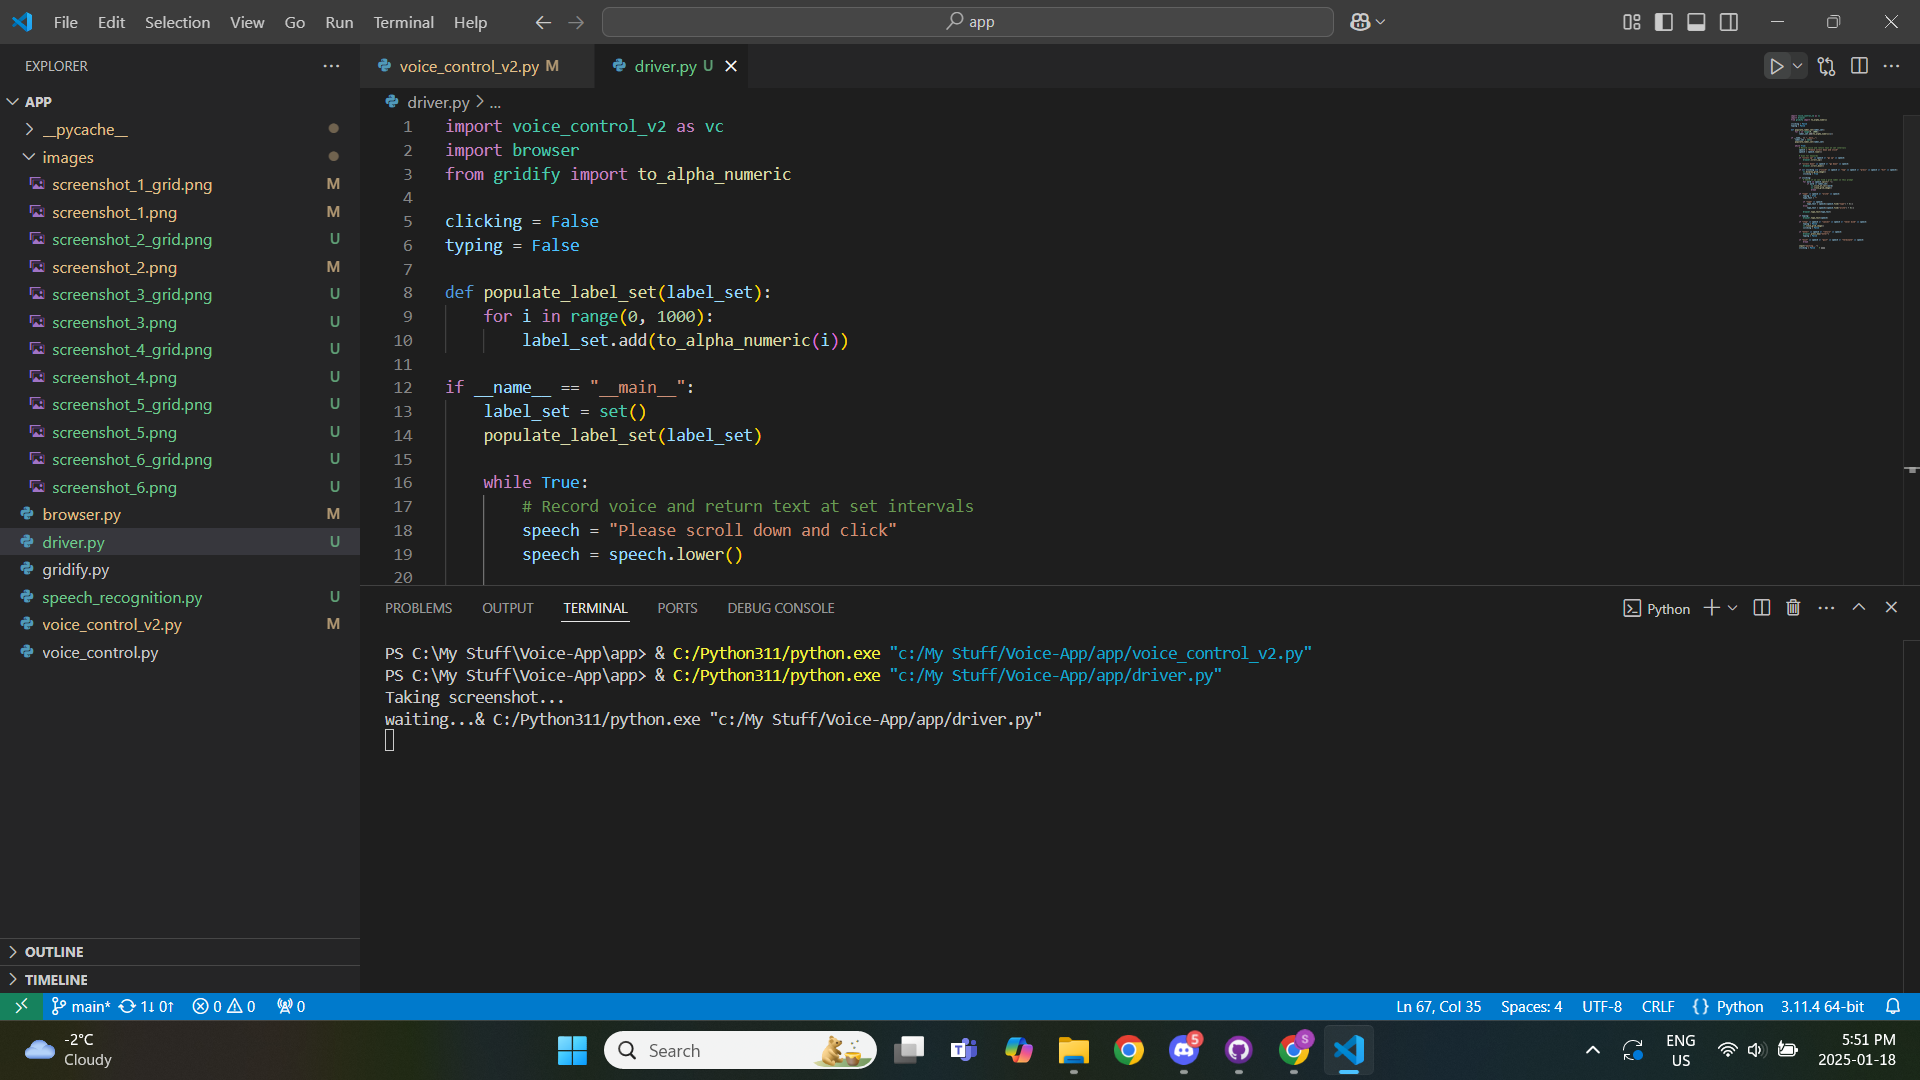 File Edit Selection View Go Run Terminal Help
app
EXPLORER
APP
__pycache__
images
screenshot_1_grid.png M
screenshot_1.png M
screenshot_2_grid.png U
screenshot_2.png M
screenshot_3_grid.png U
screenshot_3.png U
screenshot_4_grid.png U
screenshot_4.png U
screenshot_5_grid.png U
screenshot_5.png U
screenshot_6_grid.png U
screenshot_6.png U
browser.py M
driver.py U
gridify.py
speech_recognition.py U
voice_control_v2.py M
voice_control.py
OUTLINE
TIMELINE
voice_control_v2.py M
driver.py U
driver.py > ...
1 import voice_control_v2 as vc
2 import browser
3 from gridify import to_alpha_numeric
4
5 clicking = False
6 typing = False
7
8 def populate_label_set(label_set):
9 for i in range(0, 1000):
10 label_set.add(to_alpha_numeric(i))
11
12 if __name__ == "__main__":
13 label_set = set()
14 populate_label_set(label_set)
15
16 while True:
17 # Record voice and return text at set intervals
18 speech = "Please scroll down and click"
19 speech = speech.lower()
20
PROBLEMS OUTPUT TERMINAL PORTS DEBUG CONSOLE
Python
PS C:\My Stuff\Voice-App\app> & C:/Python311/python.exe "c:/My Stuff/Voice-App/app/voice_control_v2.py"
PS C:\My Stuff\Voice-App\app> & C:/Python311/python.exe "c:/My Stuff/Voice-App/app/driver.py"
Taking screenshot...
waiting...& C:/Python311/python.exe "c:/My Stuff/Voice-App/app/driver.py"
main* 1↓ 0↑ 0 0 0
Ln 67, Col 35 Spaces: 4 UTF-8 CRLF {} Python 3.11.4 64-bit
-2°C
Cloudy
Search
5
S
ENG
US
5:51 PM
2025-01-18